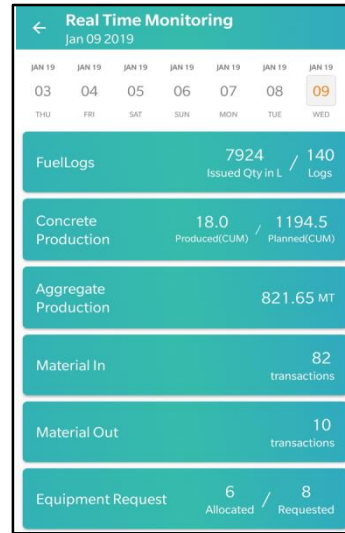 Real Time Monitoring
Jan 09 2019
JAN 19 JAN 19 JAN 19 JAN 19 JAN 19 JAN 19 JAN 19
03 04 05 06 07 08 09
THU FRI SAT SUN MON TUE WED
FuelLogs
7924 / 140
Issued Qty in L Logs
Concrete
Production
18.0 / 1194.5
Produced(CUM) Planned(CUM)
Aggregate
Production
821.65 MT
Material In
82
transactions
Material Out
10
transactions
Equipment Request
6 / 8
Allocated Requested